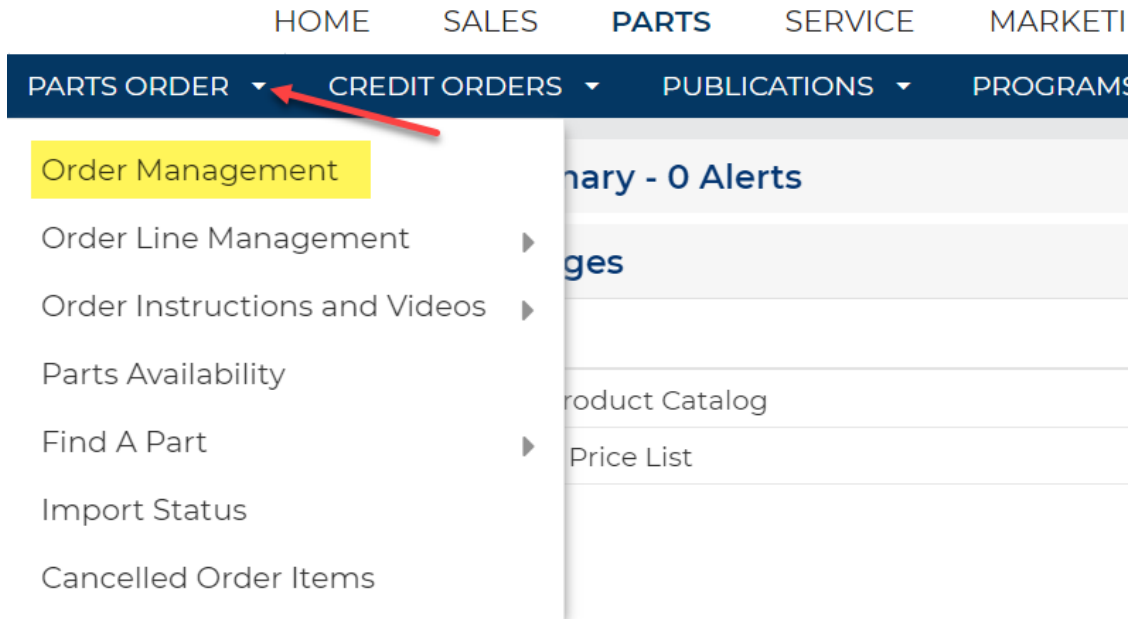 HOME SALES PARTS SERVICE MARKETI
PARTS ORDER CREDIT ORDERS PUBLICATIONS PROGRAMS
Order Management
Order Line Management
Order Instructions and Videos
Parts Availability
Find A Part
Import Status
Cancelled Order Items
nary - 0 Alerts
ges
roduct Catalog
Price List